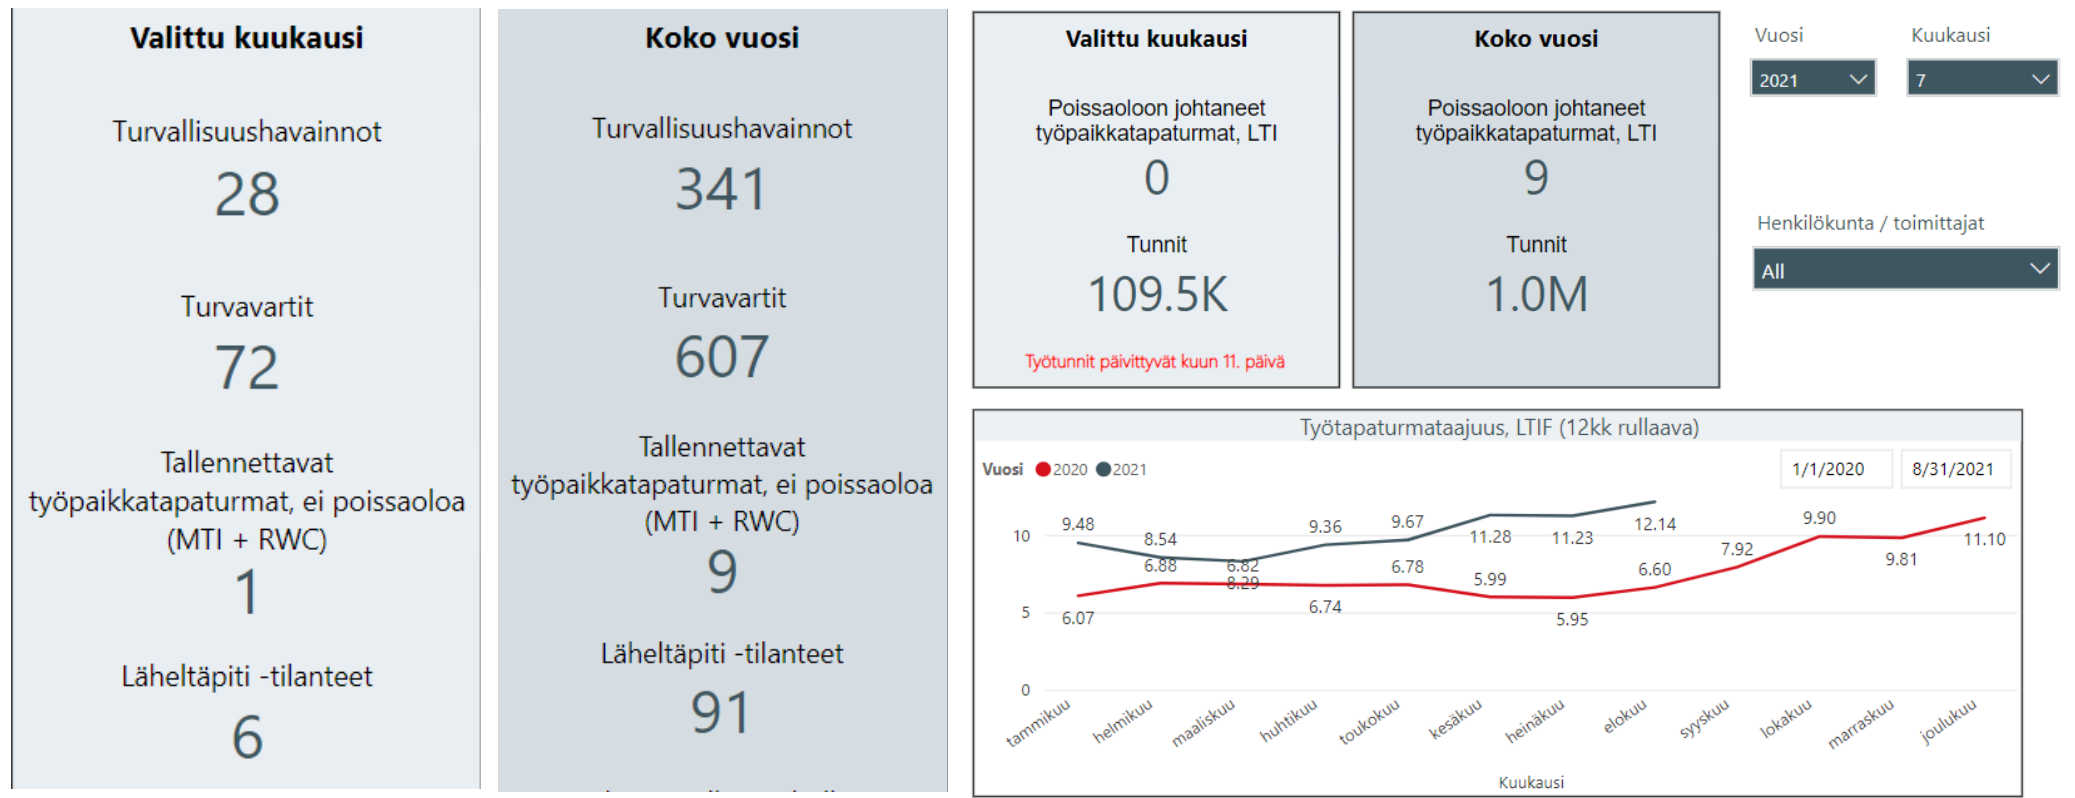 Valittu kuukausi
Turvallisuushavainnot
28
Turvavartit
72
Tallennettavat
työpaikkatapaturmat, ei poissaoloa
(MTI + RWC)
1
Läheltäpiti -tilanteet
6
Koko vuosi
Turvallisuushavainnot
341
Turvavartit
607
Tallennettavat
työpaikkatapaturmat, ei poissaoloa
(MTI + RWC)
9
Läheltäpiti -tilanteet
91
Valittu kuukausi
Poissaoloon johtaneet
työpaikkatapaturmat, LTI
0
Tunnit
109.5K
Työtunnit päivittyvät kuun 11. päivä
Koko vuosi
Poissaoloon johtaneet
työpaikkatapaturmat, LTI
9
Tunnit
1.0M
Vuosi
2021
Kuukausi
7
Henkilökunta / toimittajat
All
Työtapaturmataajuus, LTIF (12kk rullaava)
Vuosi 2020 2021
1/1/2020 8/31/2021
10
5
0
9.48
8.54
8.29
9.36
9.67
11.28
11.23
12.14
6.07
6.88
6.82
6.74
6.78
5.99
5.95
6.60
7.92
9.90
9.81
11.10
tammikuu
helmikuu
maaliskuu
huhtikuu
toukokuu
kesäkuu
heinäkuu
elokuu
syyskuu
lokakuu
marraskuu
joulukuu
Kuukausi